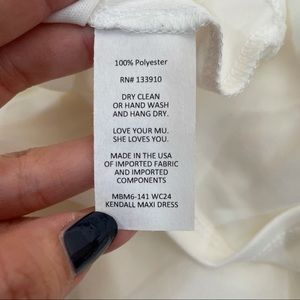 100% Polyester
RN# 133910
DRY CLEAN
OR HAND WASH
AND HANG DRY.
LOVE YOUR MU.
SHE LOVES YOU.
MADE IN THE USA
OF IMPORTED FABRIC
AND IMPORTED
COMPONENTS
MBM6-141 WC24
KENDALL MAXI DRESS